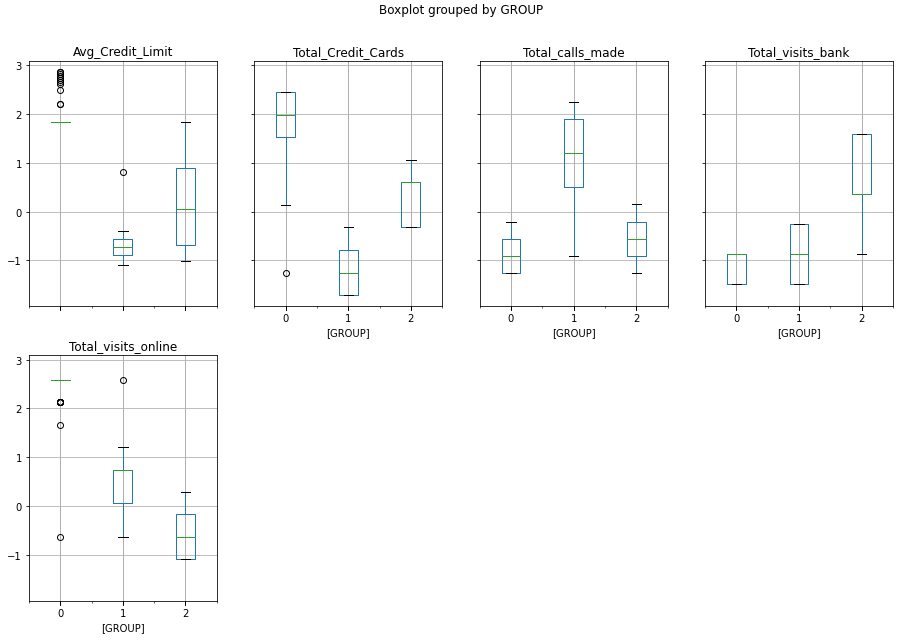 Boxplot grouped by GROUP
Avg_Credit_Limit
Total_Credit_Cards
Total_calls_made
Total_visits_bank
3
2
1
0
−1
0 1 2
[GROUP]
0 1 2
[GROUP]
0 1 2
[GROUP]
Total_visits_online
3
2
1
0
−1
0 1 2
[GROUP]